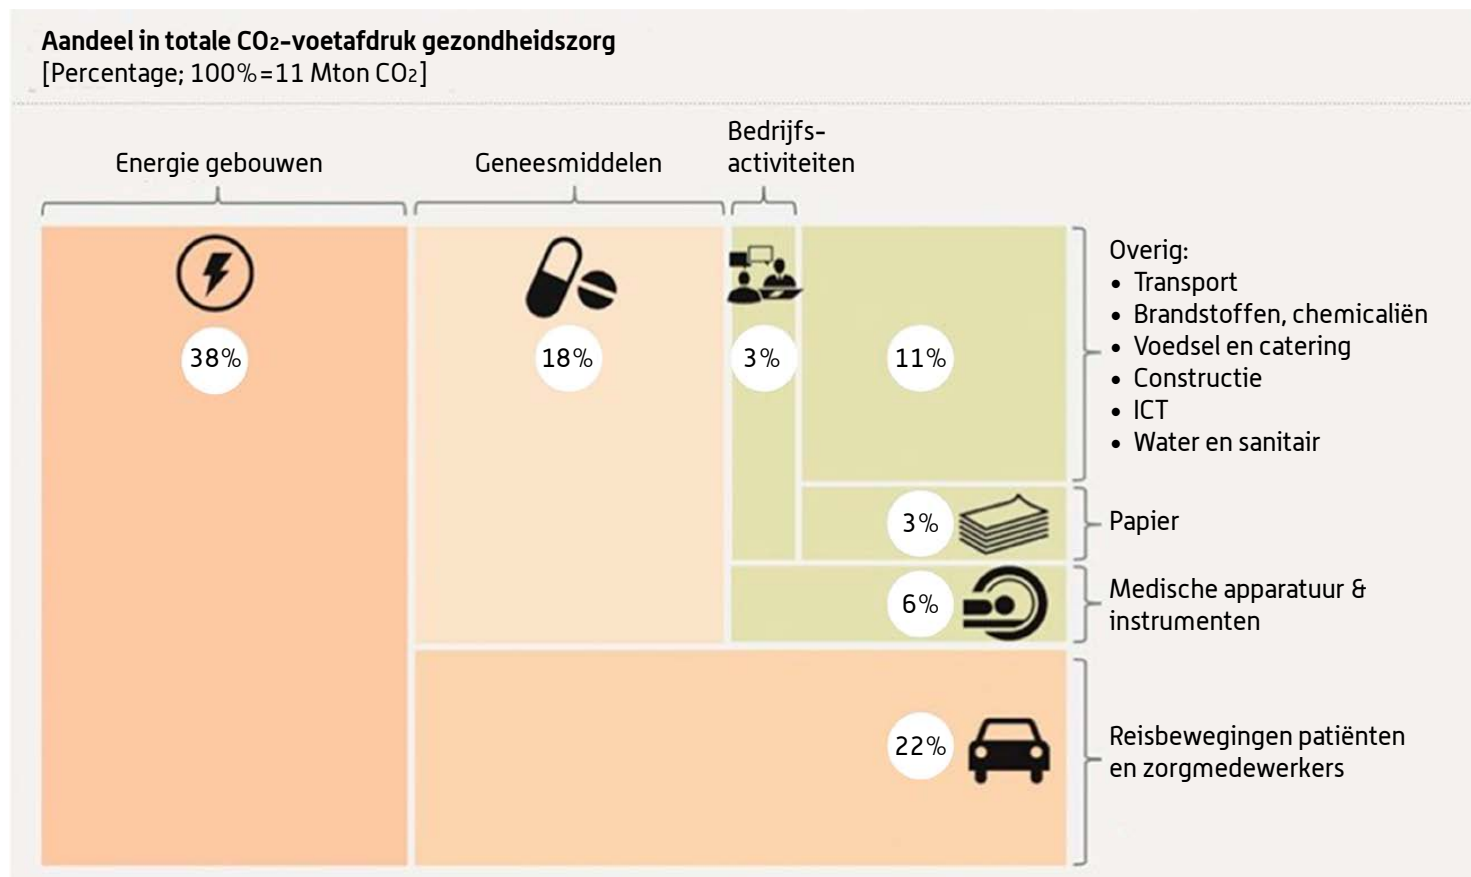 Aandeel in totale CO2-voetafdruk gezondheidszorg
[Percentage; 100%=11 Mton CO2]
Energie gebouwen
Geneesmiddelen
Bedrijfs-
activiteiten
38%
18%
3%
11%
Overig:
• Transport
• Brandstoffen, chemicaliën
• Voedsel en catering
• Constructie
• ICT
• Water en sanitair
3%
Papier
6%
Medische apparatuur &
instrumenten
22%
Reisbewegingen patiënten
en zorgmedewerkers